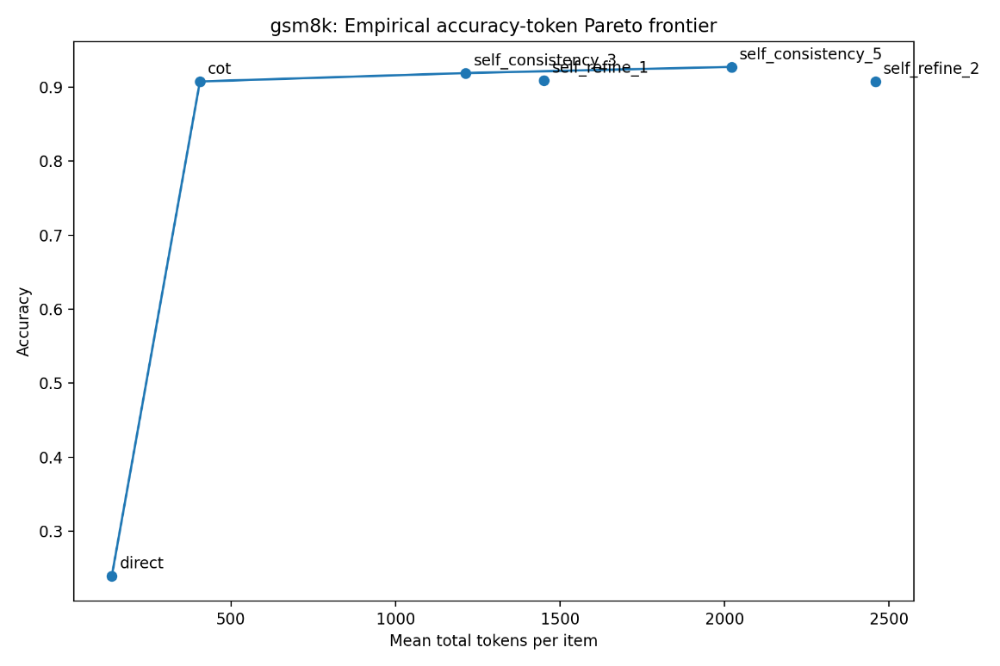 gsm8k: Empirical accuracy-token Pareto frontier
self_consistency_5
self_consistency_3
cot
self_refine_1
self_refine_2
0.9
0.8
0.7
0.6
0.5
0.4
0.3
Accuracy
direct
500
1000
1500
2000
2500
Mean total tokens per item